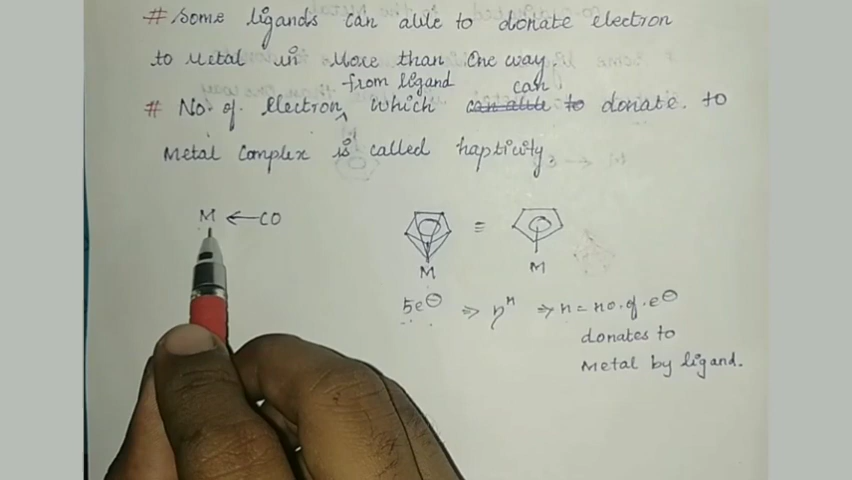 # Some ligands can able to donate electron
to Metal in More than One way.
from ligand can
# No. of. Electron which can able to donate. to
Metal Complex is called hapticity
M ← CO
≡
M M
5e⊖ ⇒ ηⁿ ⇒ n = no. of. e⊖
donates to
Metal by ligand.